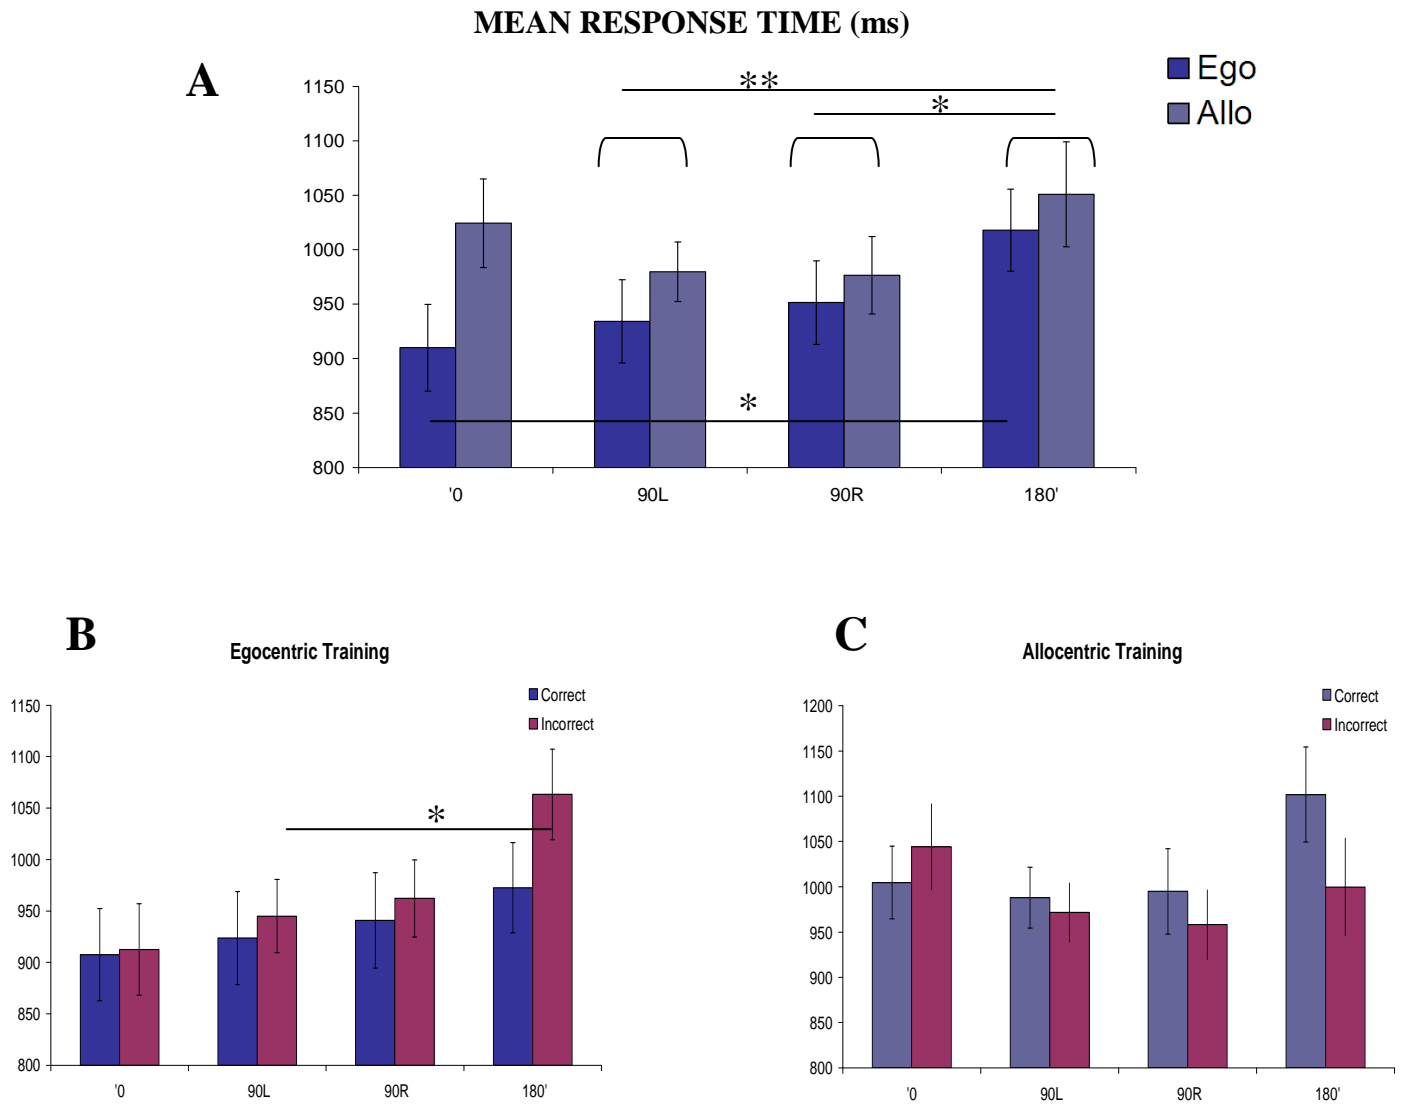 MEAN RESPONSE TIME (ms)
A
Ego
Allo
**
*
*
1150
1100
1050
1000
950
900
850
800
'0
90L
90R
180'
B
Egocentric Training
Correct
Incorrect
*
1150
1100
1050
1000
950
900
850
800
'0
90L
90R
180'
C
Allocentric Training
Correct
Incorrect
1200
1150
1100
1050
1000
950
900
850
800
'0
90L
90R
180'